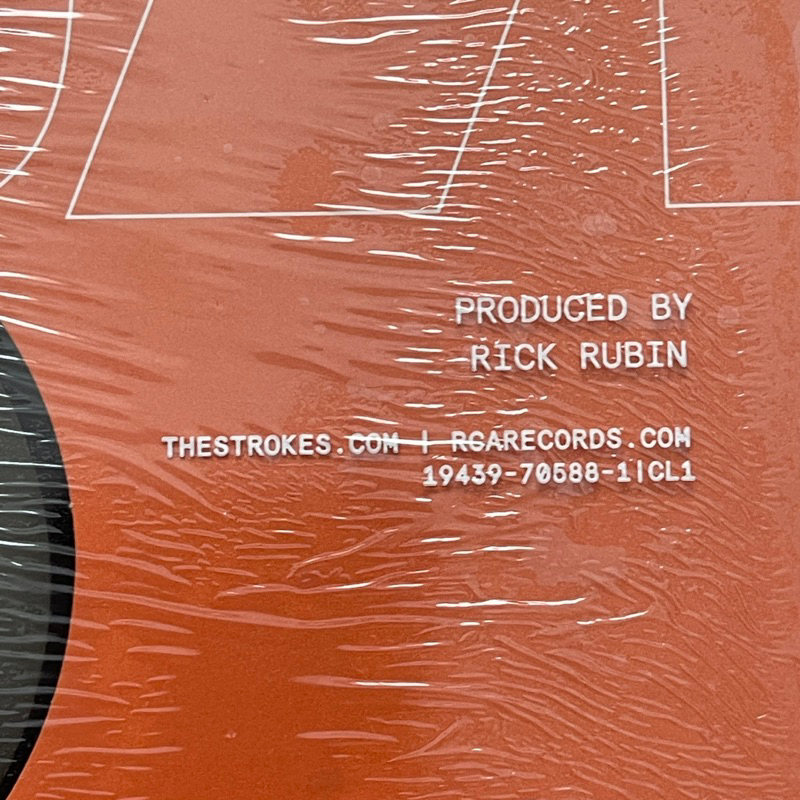 PRODUCED BY
RICK RUBIN
THESTROKES.COM | RCARECORDS.COM
19439-70588-1|CL1